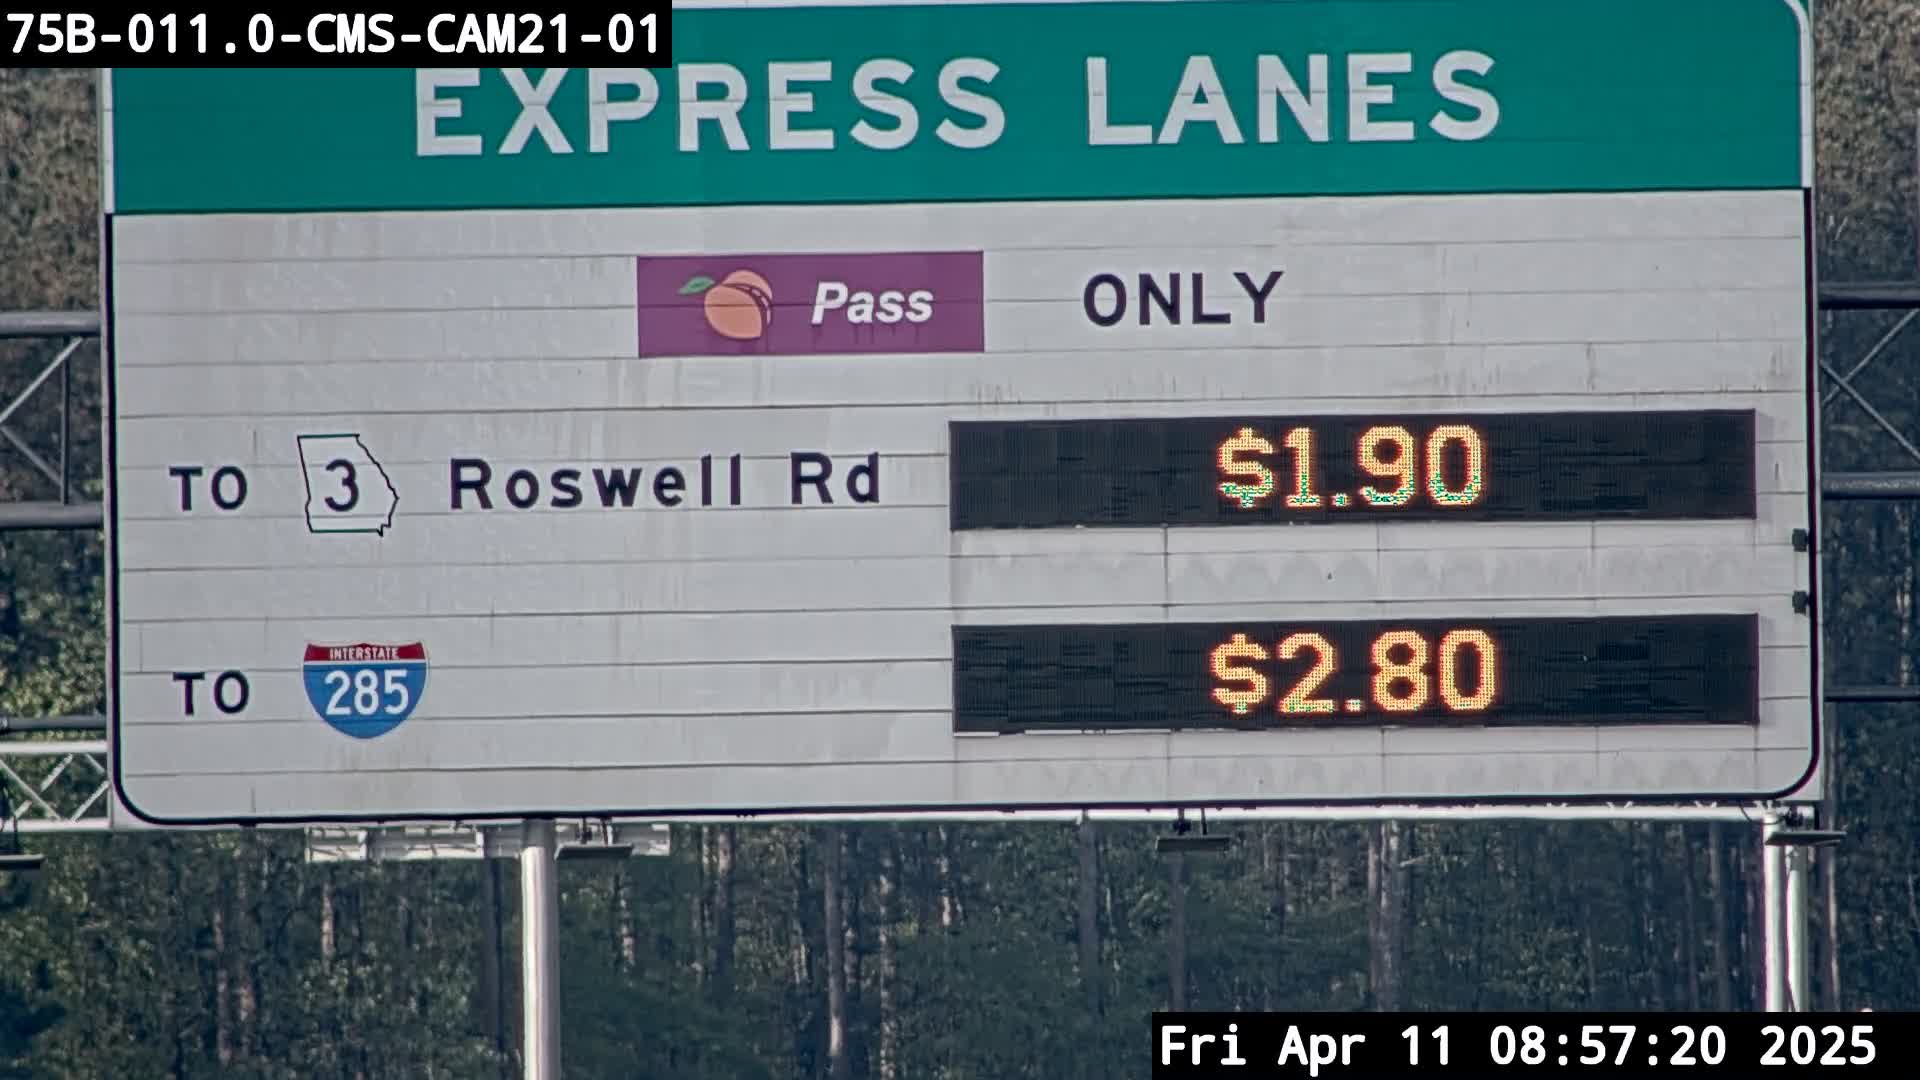 75B-011.0-CMS-CAM21-01
EXPRESS LANES
Pass ONLY
TO 3 Roswell Rd $1.90
TO INTERSTATE 285 $2.80
Fri Apr 11 08:57:20 2025